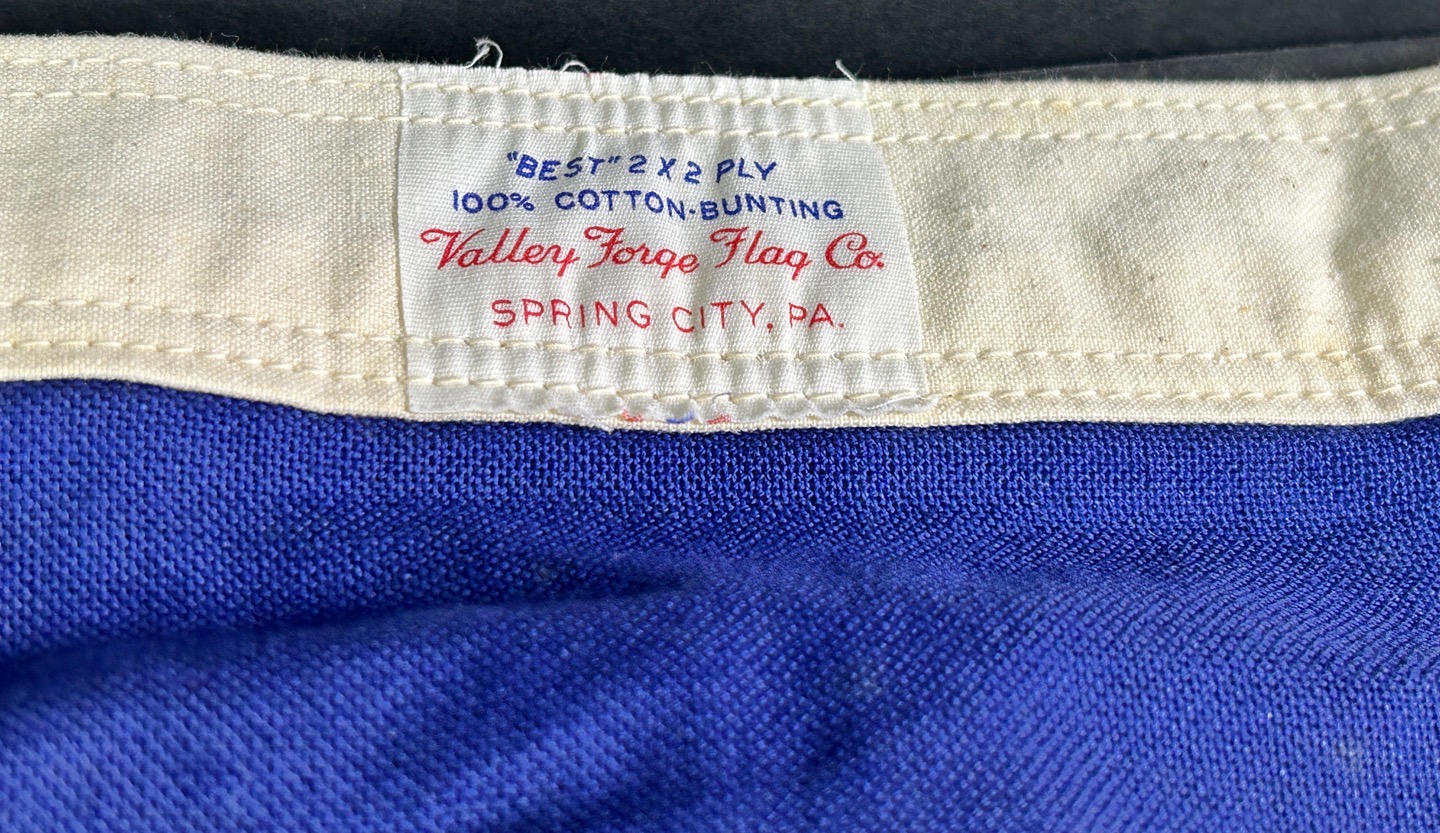 "BEST" 2 X 2 PLY
100% COTTON-BUNTING
Valley Forge Flag Co.
SPRING CITY, PA.